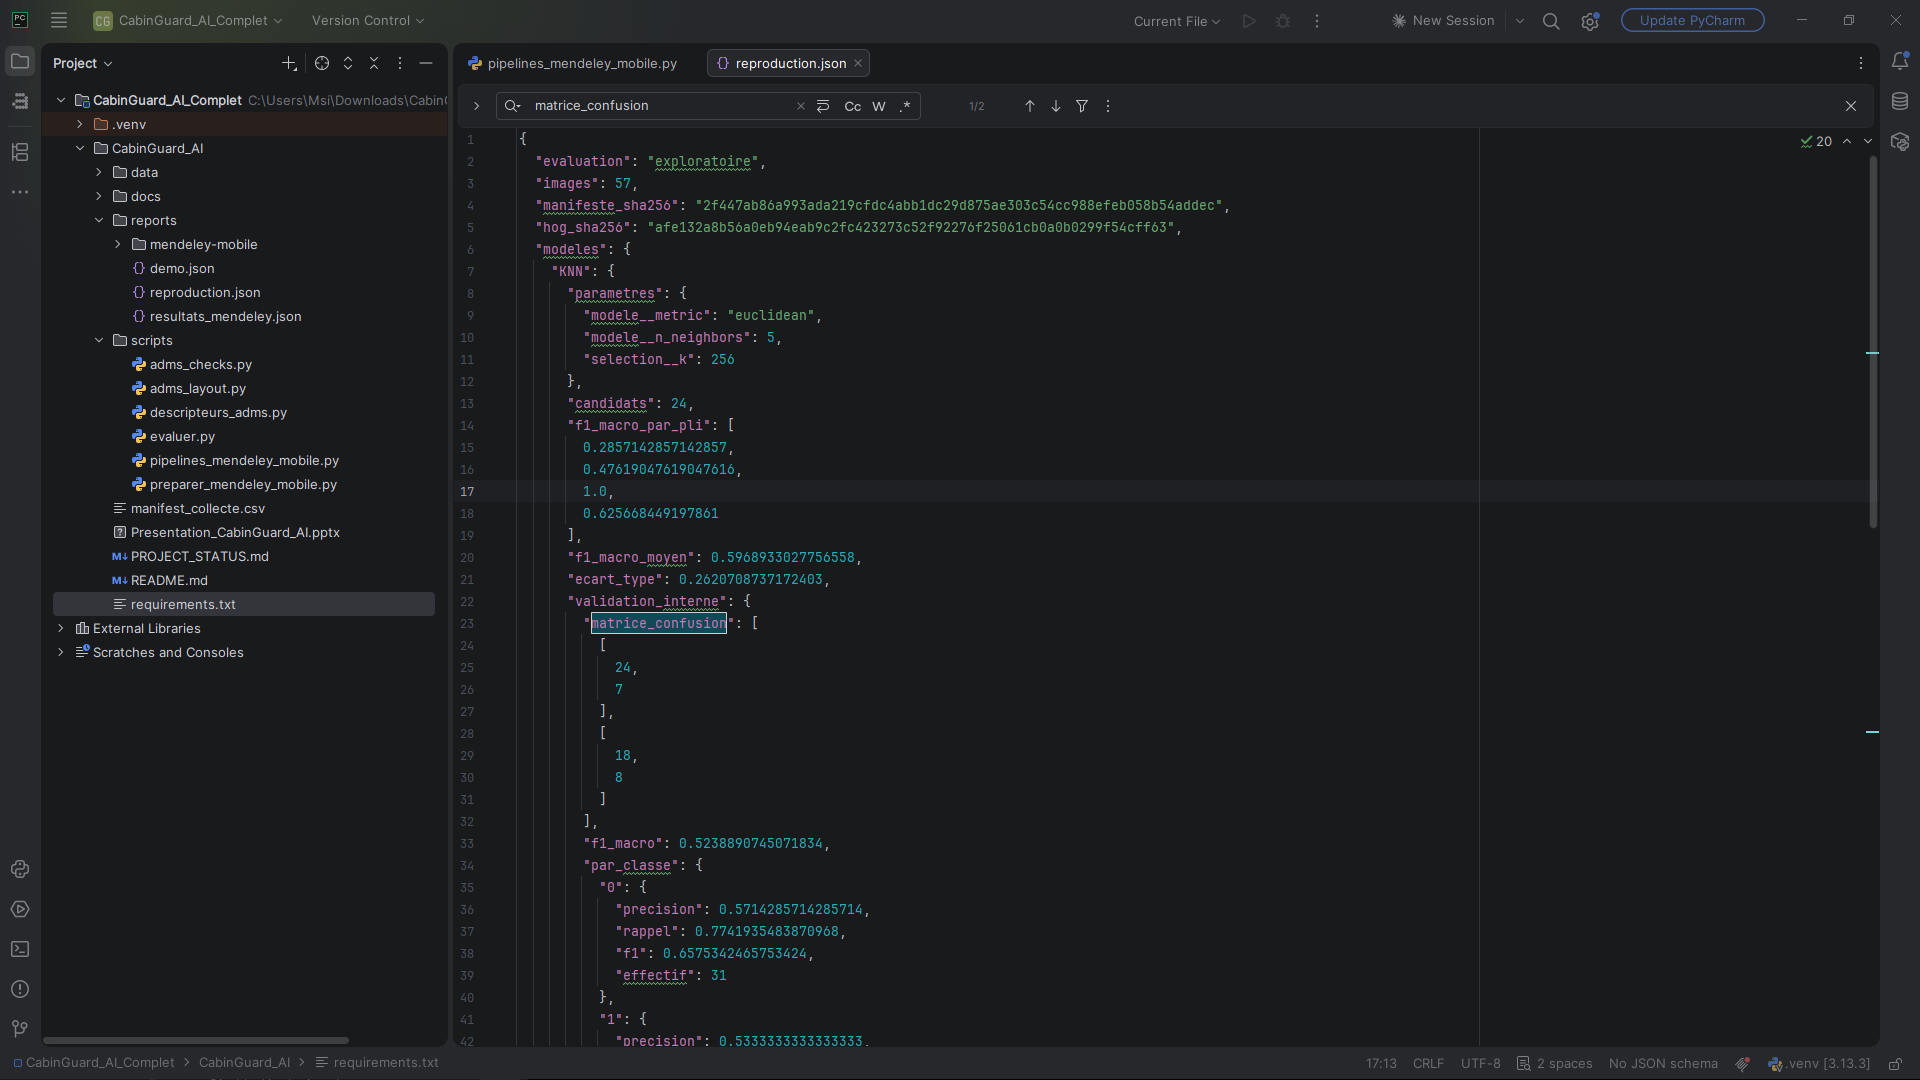 PC
CG CabinGuard_AI_Complet
Version Control
Current File
New Session
Update PyCharm
Project
CabinGuard_AI_Complet C:\Users\Msi\Downloads\Cabin
.venv
CabinGuard_AI
data
docs
reports
mendeley-mobile
demo.json
reproduction.json
resultats_mendeley.json
scripts
adms_checks.py
adms_layout.py
descripteurs_adms.py
evaluer.py
pipelines_mendeley_mobile.py
preparer_mendeley_mobile.py
manifest_collecte.csv
Presentation_CabinGuard_AI.pptx
PROJECT_STATUS.md
README.md
requirements.txt
External Libraries
Scratches and Consoles
pipelines_mendeley_mobile.py
reproduction.json
matrice_confusion
Cc W .*
1/2
20
1 {
2 "evaluation": "exploratoire",
3 "images": 57,
4 "manifeste_sha256": "2f447ab86a993ada219cfdc4abb1dc29d875ae303c54cc988efeb058b54addec",
5 "hog_sha256": "afe132a8b56a0eb94eab9c2fc423273c52f92276f25061cb0a0b0299f54cff63",
6 "modeles": {
7 "KNN": {
8 "parametres": {
9 "modele__metric": "euclidean",
10 "modele__n_neighbors": 5,
11 "selection__k": 256
12 },
13 "candidats": 24,
14 "f1_macro_par_pli": [
15 0.2857142857142857,
16 0.47619047619047616,
17 1.0,
18 0.625668449197861
19 ],
20 "f1_macro_moyen": 0.5968933027756558,
21 "ecart_type": 0.2620708737172403,
22 "validation_interne": {
23 "matrice_confusion": [
24 [
25 24,
26 7
27 ],
28 [
29 18,
30 8
31 ]
32 ],
33 "f1_macro": 0.5238890745071834,
34 "par_classe": {
35 "0": {
36 "precision": 0.5714285714285714,
37 "rappel": 0.7741935483870968,
38 "f1": 0.6575342465753424,
39 "effectif": 31
40 },
41 "1": {
42 "precision": 0.5333333333333333,
CabinGuard_AI_Complet > CabinGuard_AI > requirements.txt
17:13
CRLF
UTF-8
2 spaces
No JSON schema
.venv [3.13.3]